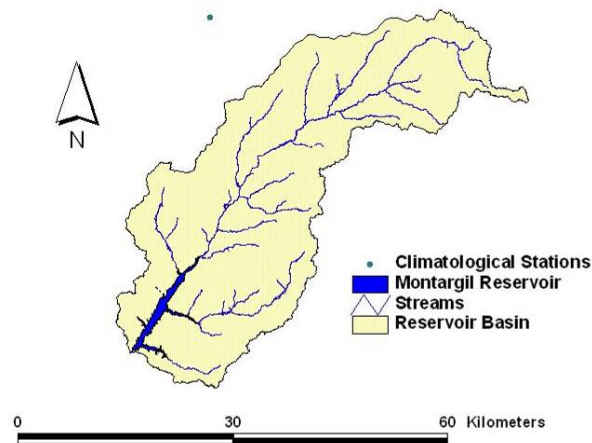 N
Climatological Stations
Montargil Reservoir
Streams
Reservoir Basin
0 30 60 Kilometers